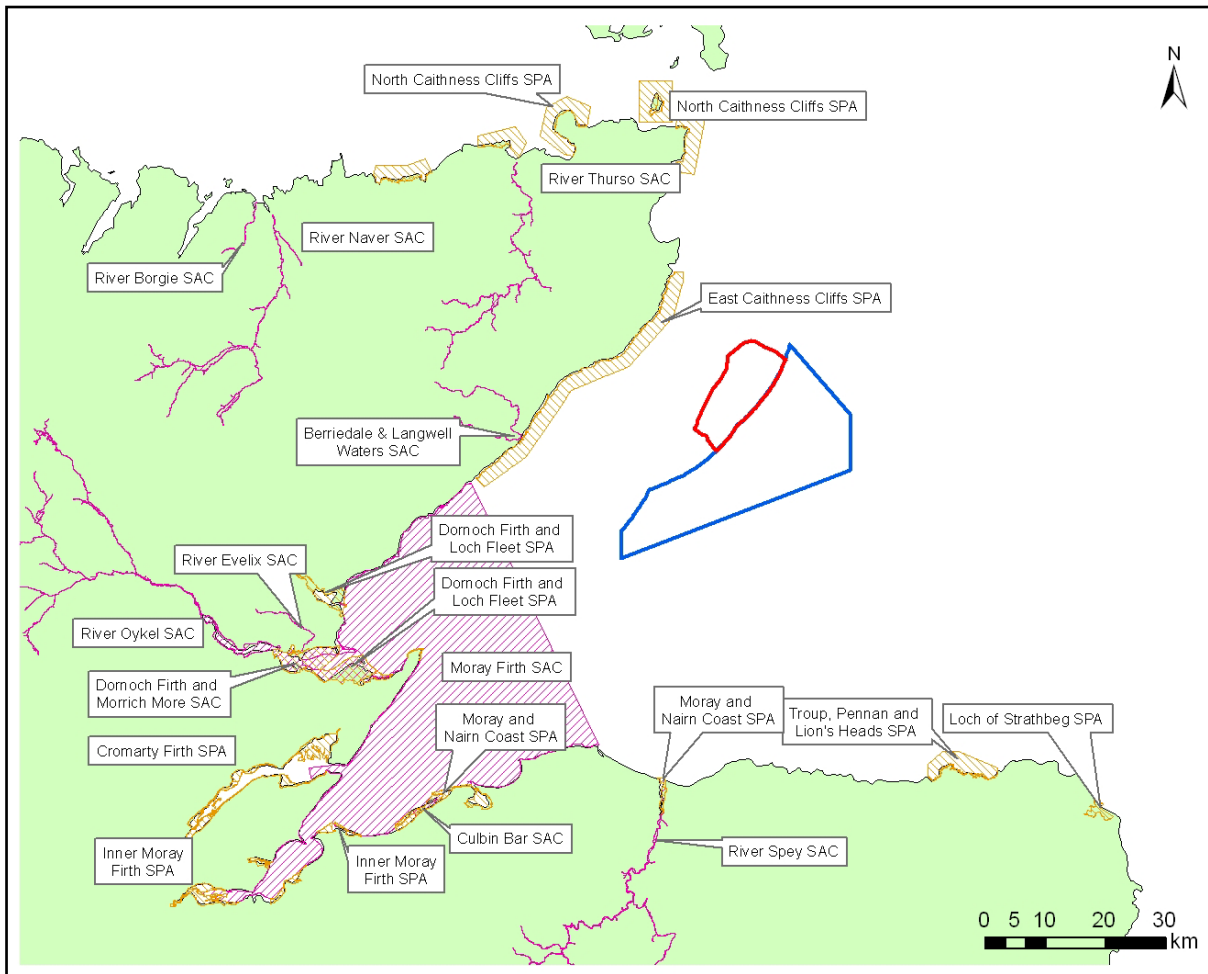 N
North Caithness Cliffs SPA
North Caithness Cliffs SPA
River Thurso SAC
River Naver SAC
River Borgie SAC
East Caithness Cliffs SPA
Berriedale & Langwell
Waters SAC
Dornoch Firth and
Loch Fleet SPA
River Evelix SAC
Dornoch Firth and
Loch Fleet SPA
River Oykel SAC
Moray Firth SAC
Dornoch Firth and
Morrich More SAC
Moray and
Nairn Coast SPA
Troup, Pennan and
Lion's Heads SPA
Loch of Strathbeg SPA
Moray and
Nairn Coast SPA
Cromarty Firth SPA
Culbin Bar SAC
River Spey SAC
Inner Moray
Firth SPA
Inner Moray
Firth SPA
0 5 10 20 30
km